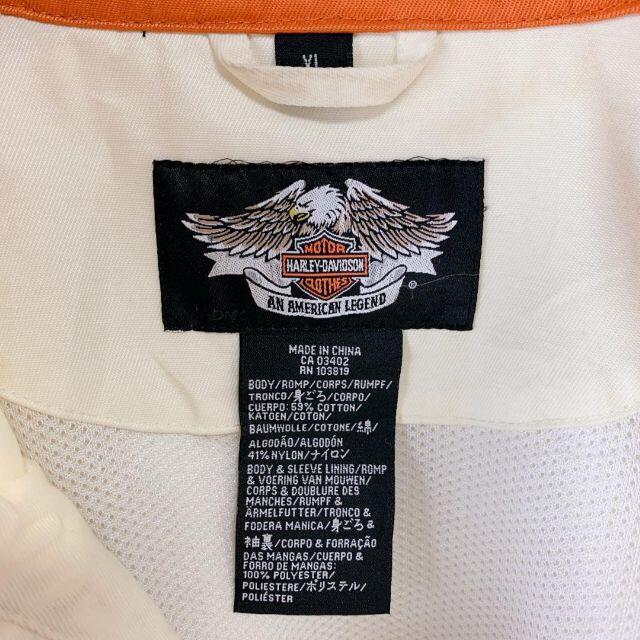 XL
MOTOR
HARLEY-DAVIDSON
CLOTHES
AN AMERICAN LEGEND
®
MADE IN CHINA
CA 03402
RN 103819
BODY/ROMP/CORPS/RUMPF/
TRONCO/身ごろ/CORPO/
CUERPO: 59% COTTON/
KATOEN/COTON/
BAUMWOLLE/COTONE/綿/
ALGODÃO/ALGODÓN
41% NYLON/ナイロン
BODY & SLEEVE LINING/ROMP
& VOERING VAN MOUWEN/
CORPS & DOUBLURE DES
MANCHES/RUMPF &
ÄRMELFUTTER/TRONCO &
FODERA MANICA/身ごろ &
袖裏/CORPO & FORRAÇÃO
DAS MANGAS/CUERPO &
FORRO DE MANGAS:
100% POLYESTER/
POLIESTERE/ポリステル/
POLIÉSTER